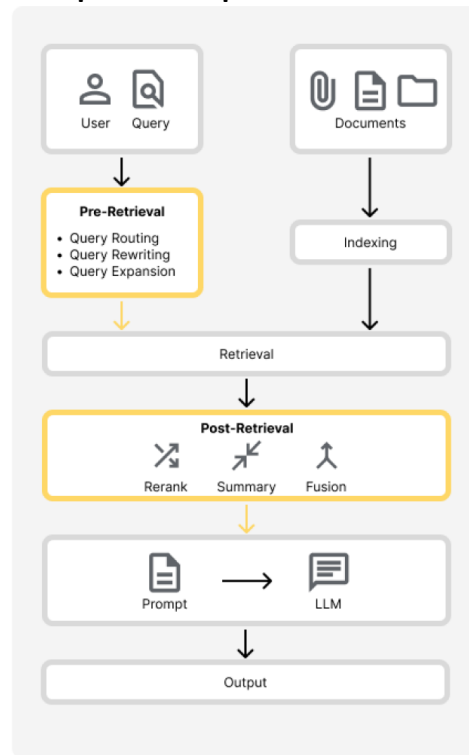 User Query
Documents
Pre-Retrieval
• Query Routing
• Query Rewriting
• Query Expansion
Indexing
Retrieval
Post-Retrieval
Rerank Summary Fusion
Prompt LLM
Output